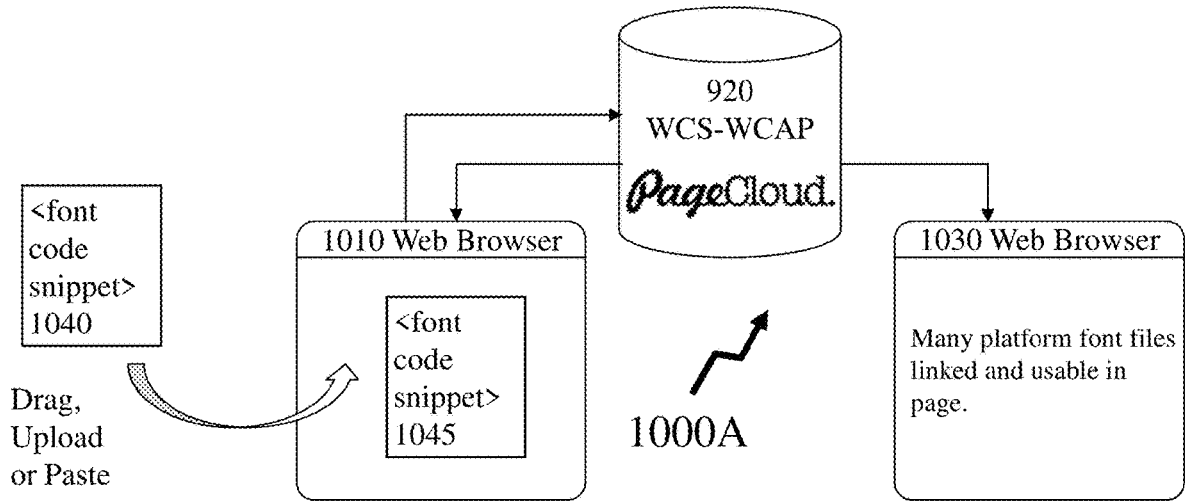 920
WCS-WCAP
PageCloud.
<font
code
snippet>
1040
Drag,
Upload
or Paste
1010 Web Browser
<font
code
snippet>
1045
1000A
1030 Web Browser
Many platform font files
linked and usable in
page.